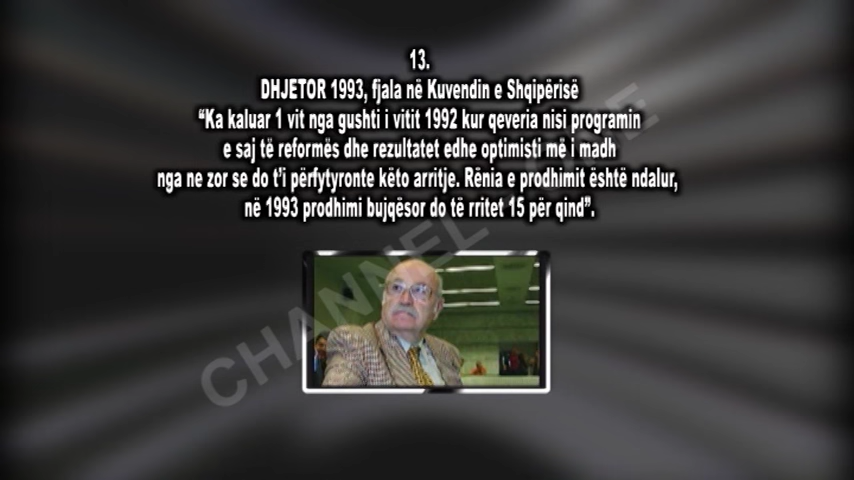 13.
DHJETOR 1993, fjala në Kuvendin e Shqipërisë
“Ka kaluar 1 vit nga gushti i vitit 1992 kur qeveria nisi programin
e saj të reformës dhe rezultatet edhe optimisti më i madh
nga ne zor se do t’i përfytyronte këto arritje. Rënia e prodhimit është ndalur,
në 1993 prodhimi bujqësor do të rritet 15 për qind”.
CHANNEL